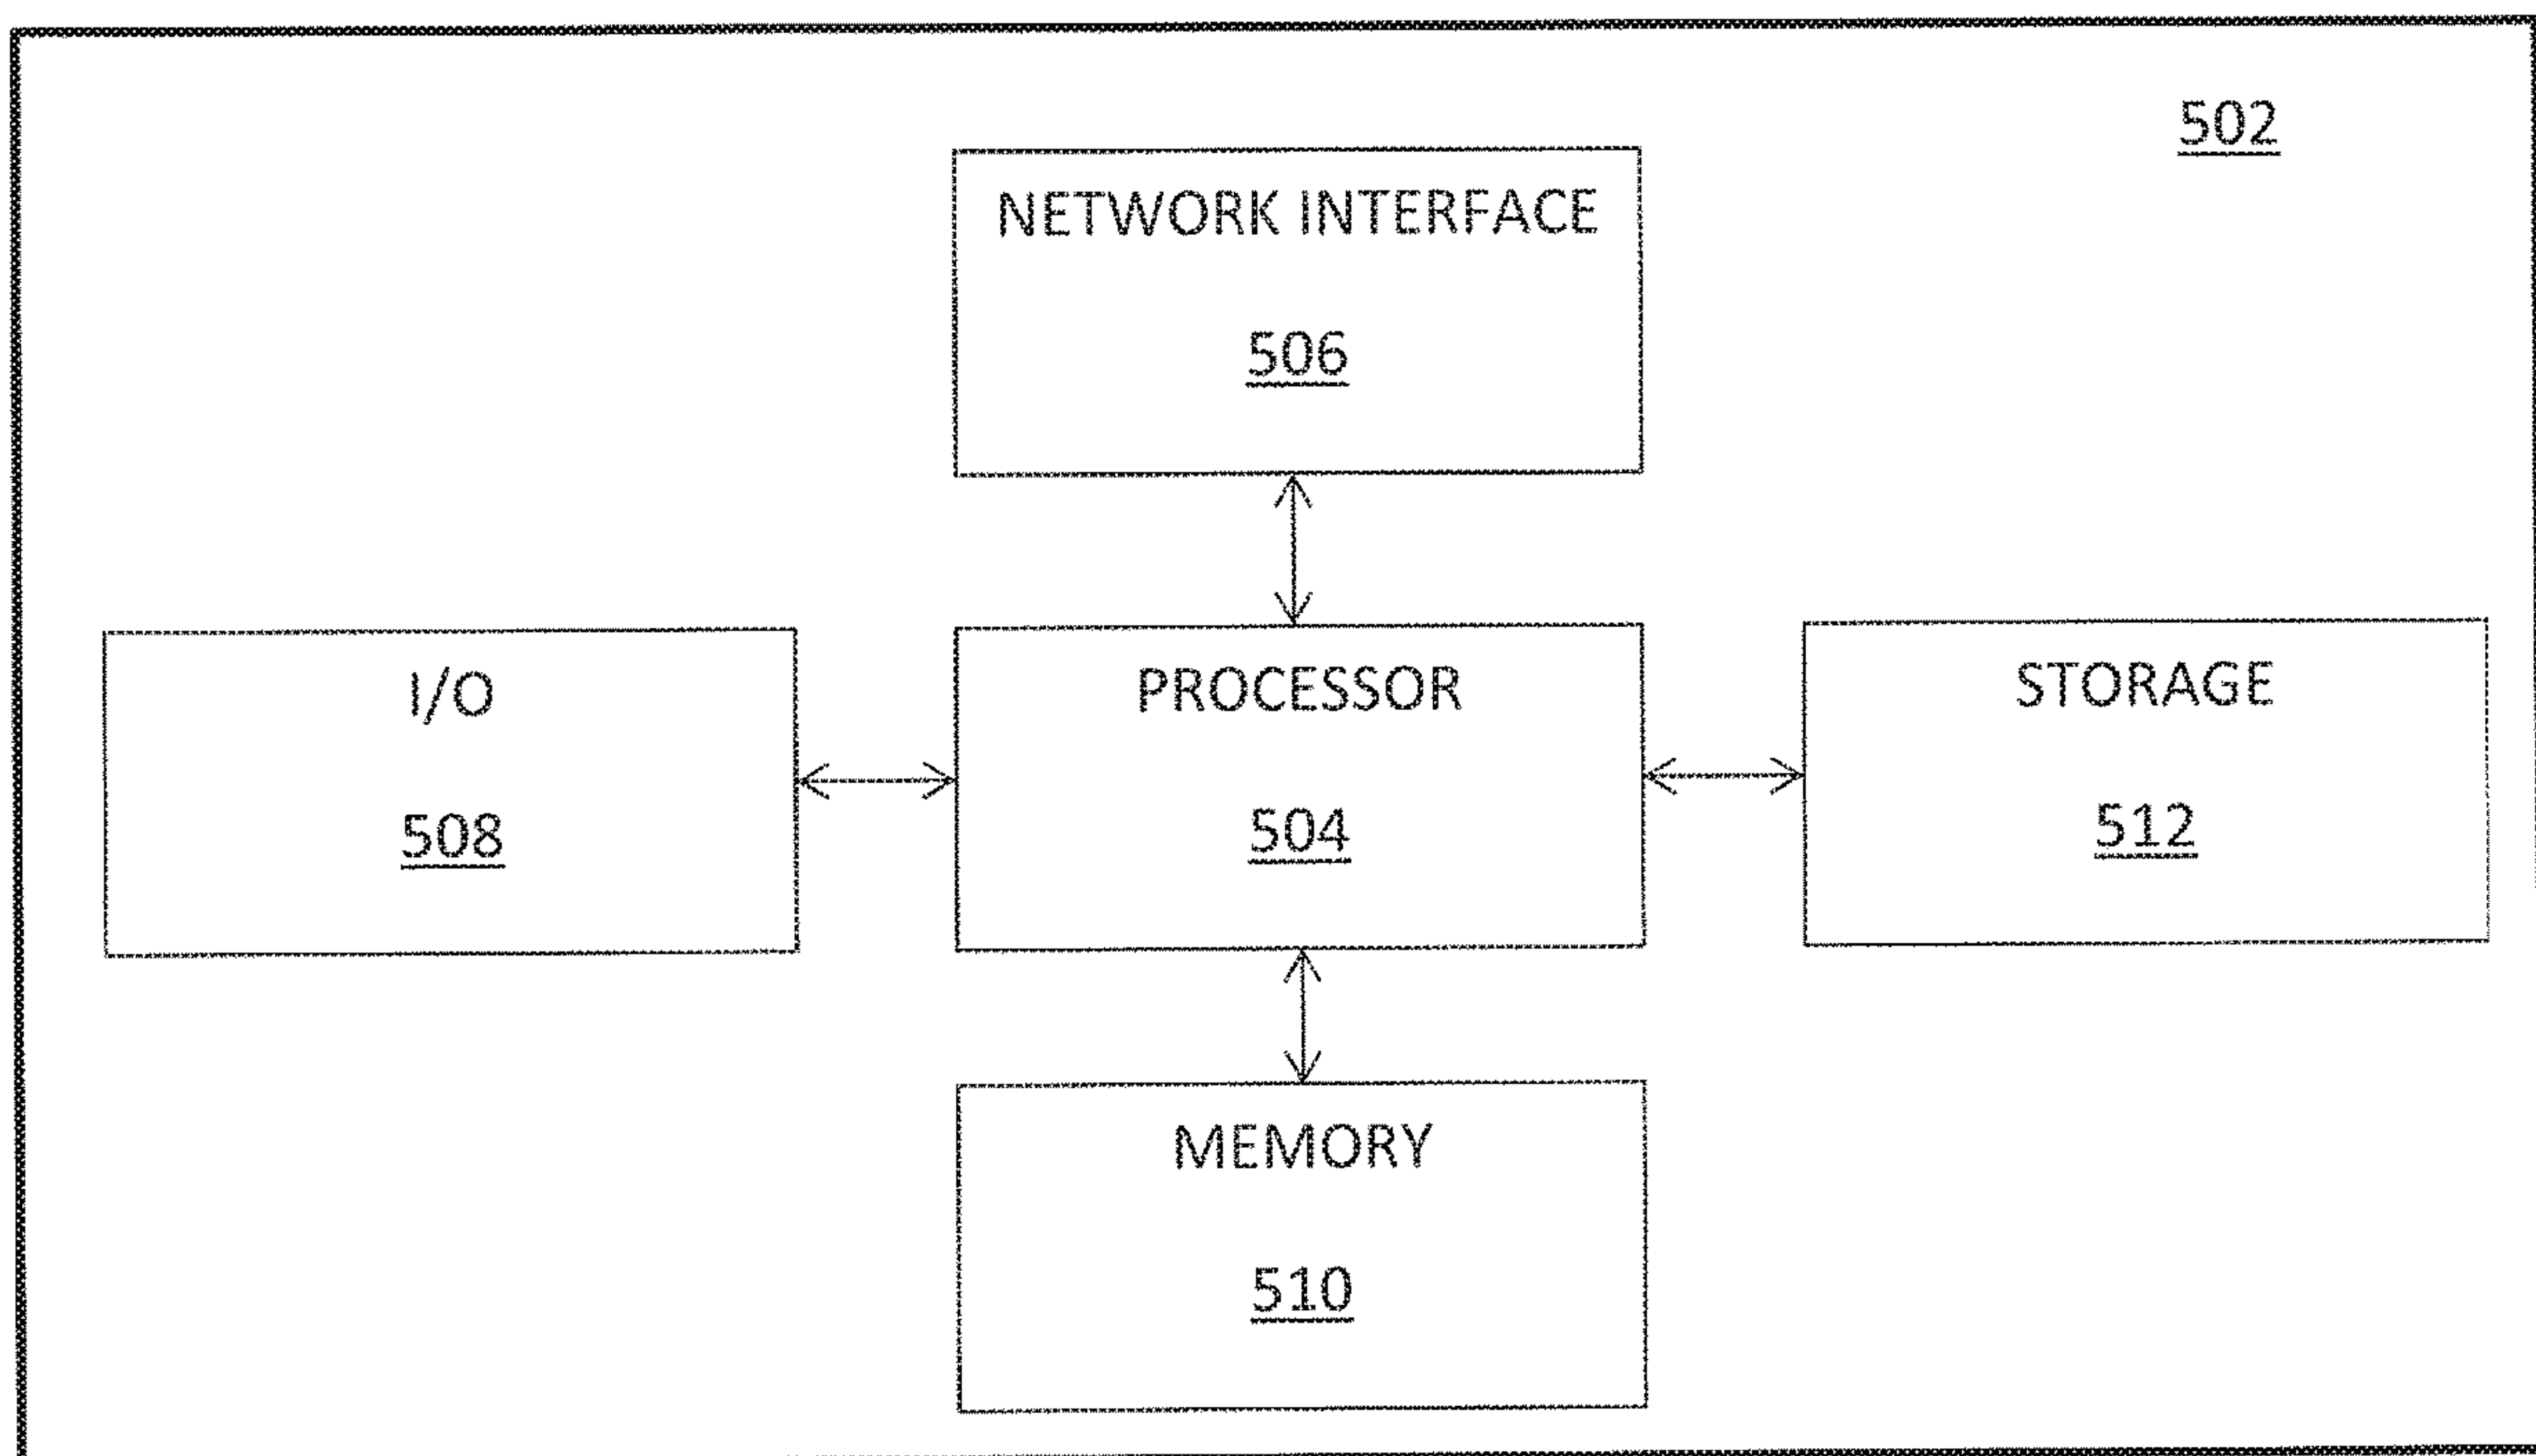 502
NETWORK INTERFACE
506
I/O
508
PROCESSOR
504
STORAGE
512
MEMORY
510